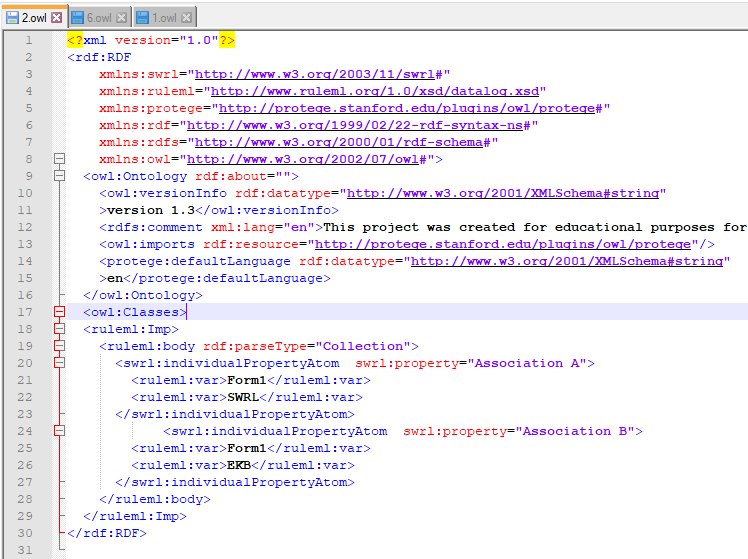 2.owl 6.owl 1.owl
1 <?xml version="1.0"?>
2 <rdf:RDF
3 xmlns:swrl="http://www.w3.org/2003/11/swrl#"
4 xmlns:ruleml="http://www.ruleml.org/1.0/xsd/datalog.xsd"
5 xmlns:protege="http://protege.stanford.edu/plugins/owl/protege#"
6 xmlns:rdf="http://www.w3.org/1999/02/22-rdf-syntax-ns#"
7 xmlns:rdfs="http://www.w3.org/2000/01/rdf-schema#"
8 xmlns:owl="http://www.w3.org/2002/07/owl#">
9 <owl:Ontology rdf:about="">
10 <owl:versionInfo rdf:datatype="http://www.w3.org/2001/XMLSchema#string"
11 >version 1.3</owl:versionInfo>
12 <rdfs:comment xml:lang="en">This project was created for educational purposes for
13 <owl:imports rdf:resource="http://protege.stanford.edu/plugins/owl/protege"/>
14 <protege:defaultLanguage rdf:datatype="http://www.w3.org/2001/XMLSchema#string"
15 >en</protege:defaultLanguage>
16 </owl:Ontology>
17 <owl:Classes>
18 <ruleml:Imp>
19 <ruleml:body rdf:parseType="Collection">
20 <swrl:individualPropertyAtom swrl:property="Association A">
21 <ruleml:var>Form1</ruleml:var>
22 <ruleml:var>SWRL</ruleml:var>
23 </swrl:individualPropertyAtom>
24 <swrl:individualPropertyAtom swrl:property="Association B">
25 <ruleml:var>Form1</ruleml:var>
26 <ruleml:var>EKB</ruleml:var>
27 </swrl:individualPropertyAtom>
28 </ruleml:body>
29 </ruleml:Imp>
30 </rdf:RDF>
31